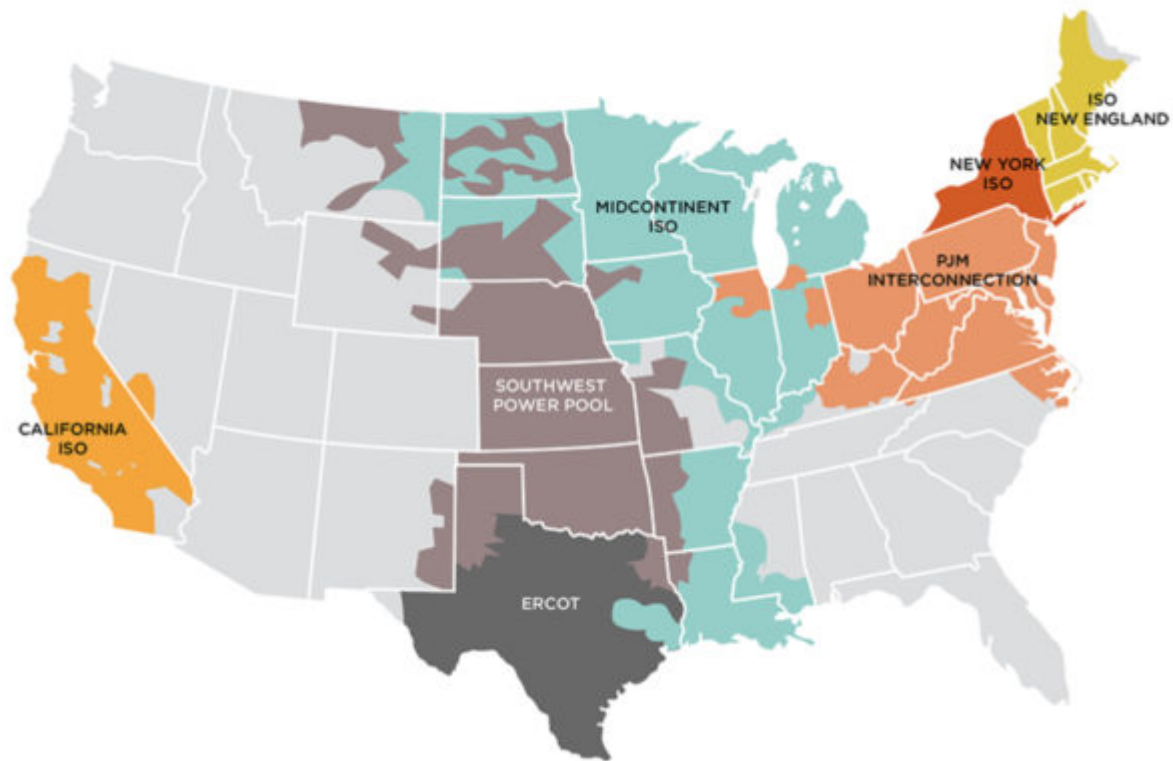 ISO
NEW ENGLAND
NEW YORK
ISO
MIDCONTINENT
ISO
PJM
INTERCONNECTION
SOUTHWEST
POWER POOL
CALIFORNIA
ISO
ERCOT